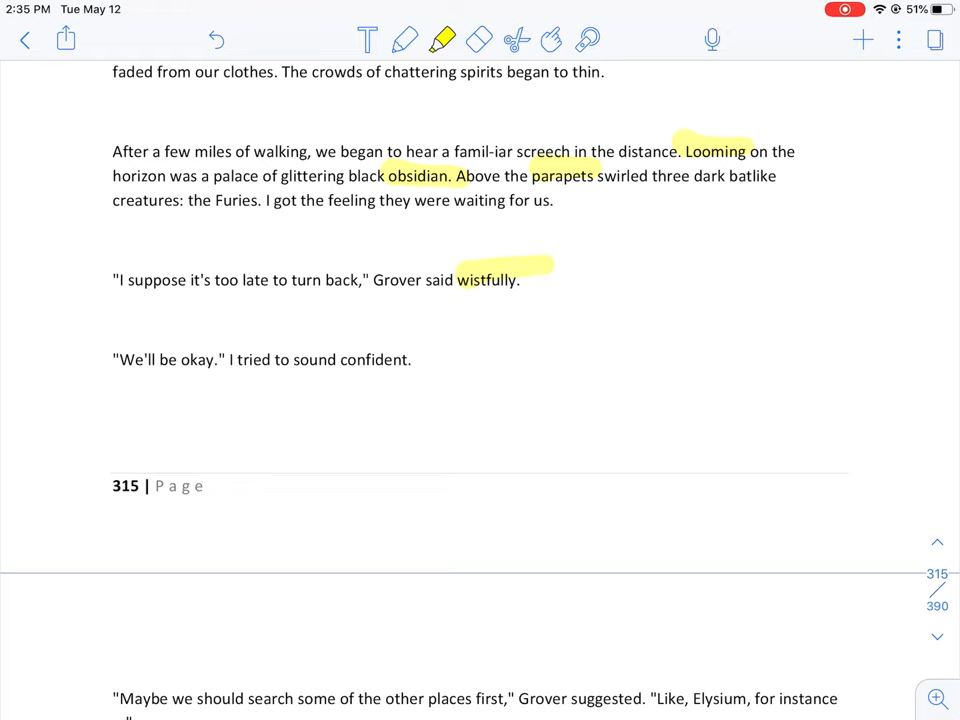 2:35 PM Tue May 12
51%
faded from our clothes. The crowds of chattering spirits began to thin.
After a few miles of walking, we began to hear a famil-iar screech in the distance. Looming on the
horizon was a palace of glittering black obsidian. Above the parapets swirled three dark batlike
creatures: the Furies. I got the feeling they were waiting for us.
"I suppose it's too late to turn back," Grover said wistfully.
"We'll be okay." I tried to sound confident.
315 | P a g e
315
390
"Maybe we should search some of the other places first," Grover suggested. "Like, Elysium, for instance
"